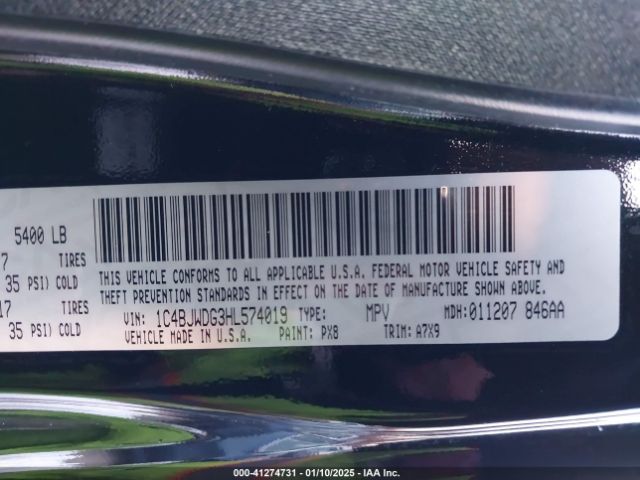 5400 LB
7 TIRES
35 PSI) COLD
17 TIRES
35 PSI) COLD
THIS VEHICLE CONFORMS TO ALL APPLICABLE U.S.A. FEDERAL MOTOR VEHICLE SAFETY AND
THEFT PREVENTION STANDARDS IN EFFECT ON THE DATE OF MANUFACTURE SHOWN ABOVE.
VIN: 1C4BJWDG3HL574019 TYPE: MPV MDH: 011207 846AA
VEHICLE MADE IN U.S.A. PAINT: PX8 TRIM: A7X9
000-41274731 - 01/10/2025 - IAA Inc.